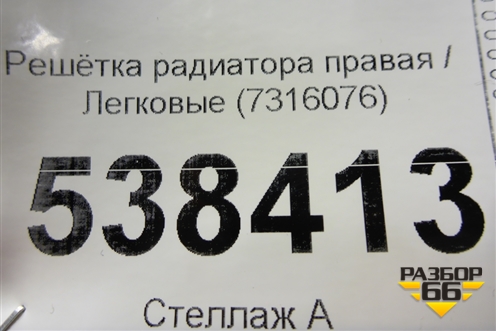 Решётка радиатора правая /
Легковые (7316076)
538413
РАЗБОР
66
Стеллаж А